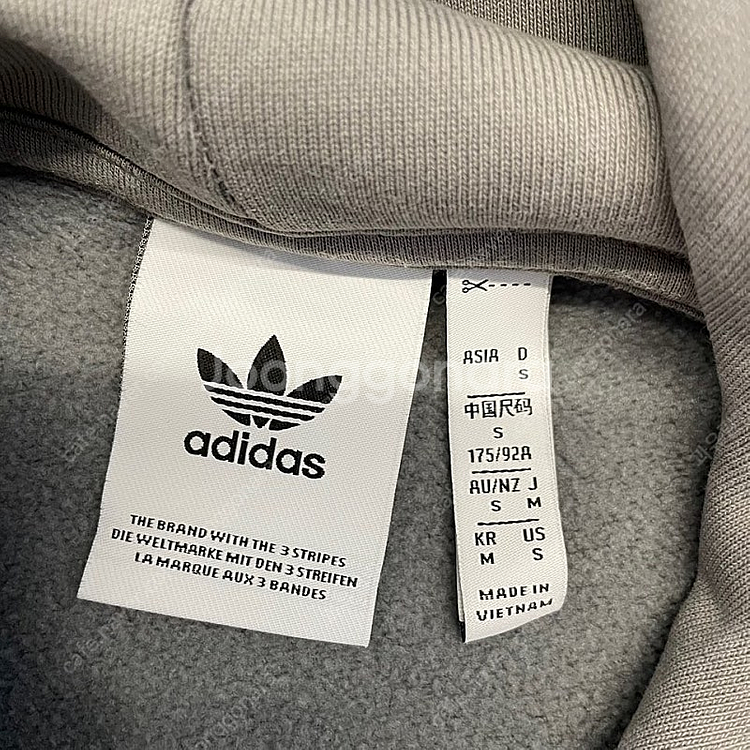 adidas
THE BRAND WITH THE 3 STRIPES
DIE WELTMARKE MIT DEN 3 STREIFEN
LA MARQUE AUX 3 BANDES
ASIA D
S
中国尺码
S
175/92A
AU/NZ J
S M
KR US
M S
MADE IN
VIETNAM
Joonggonara